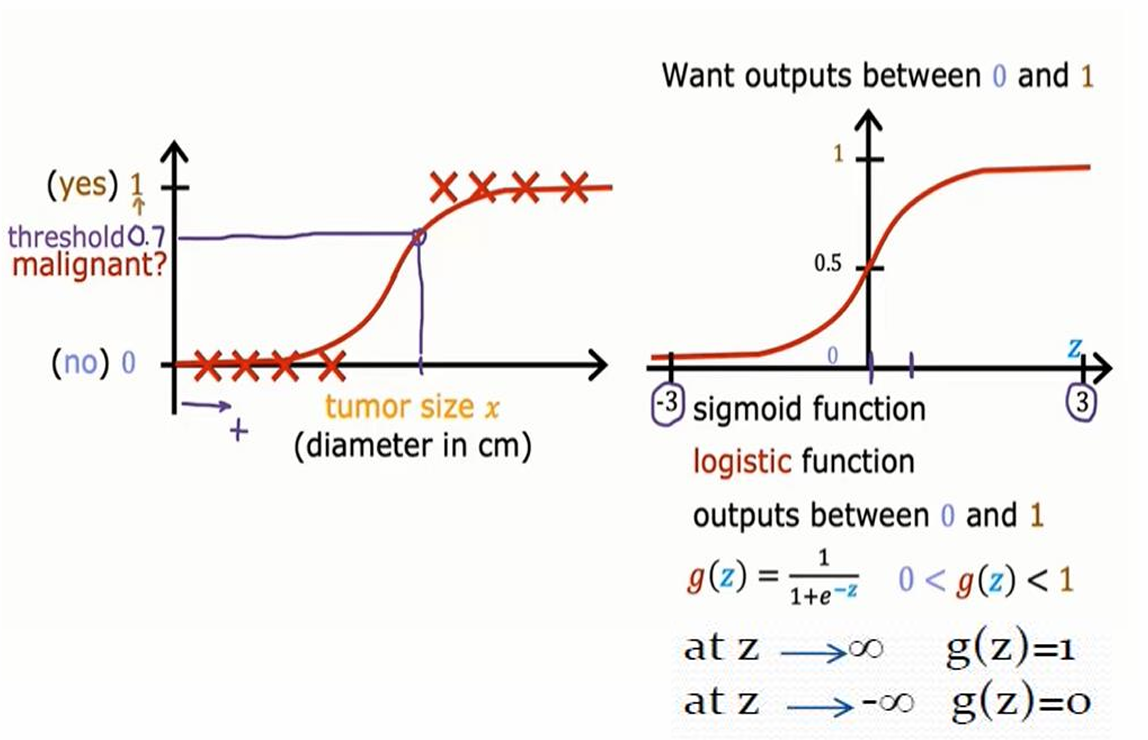 (yes) 1
↑
threshold 0.7
malignant?
(no) 0
+
tumor size x
(diameter in cm)
Want outputs between 0 and 1
1
0.5
0
z
-3
3
sigmoid function
logistic function
outputs between 0 and 1
g(z) = 1/(1+e^-z) 0 < g(z) < 1
at z ⟶∞ g(z)=1
at z ⟶-∞ g(z)=0